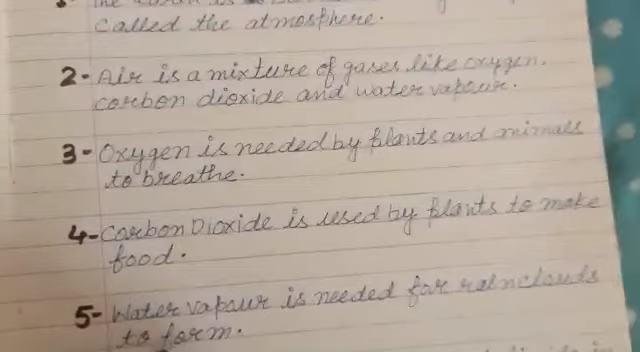 The
called the atmosphere.
2- Air is a mixture of gases like oxygen.
carbon dioxide and water vapour.
3- Oxygen is needed by plants and animals
to breathe.
4- Carbon Dioxide is used by plants to make
food.
5- Water vapour is needed for rainclouds
to form.